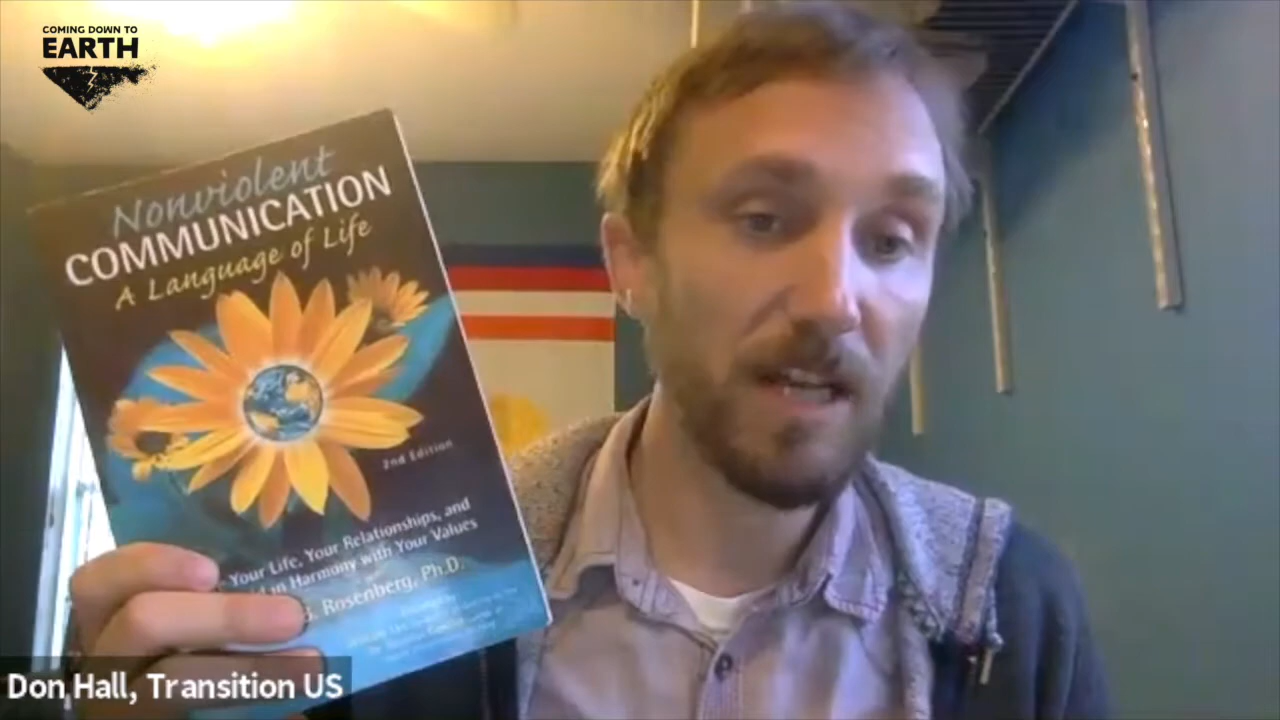 COMING DOWN TO
EARTH
Nonviolent
COMMUNICATION
A Language of Life
2nd Edition
Your Life, Your Relationships, and
in Harmony with Your Values
Rosenberg, Ph.D.
Don Hall, Transition US